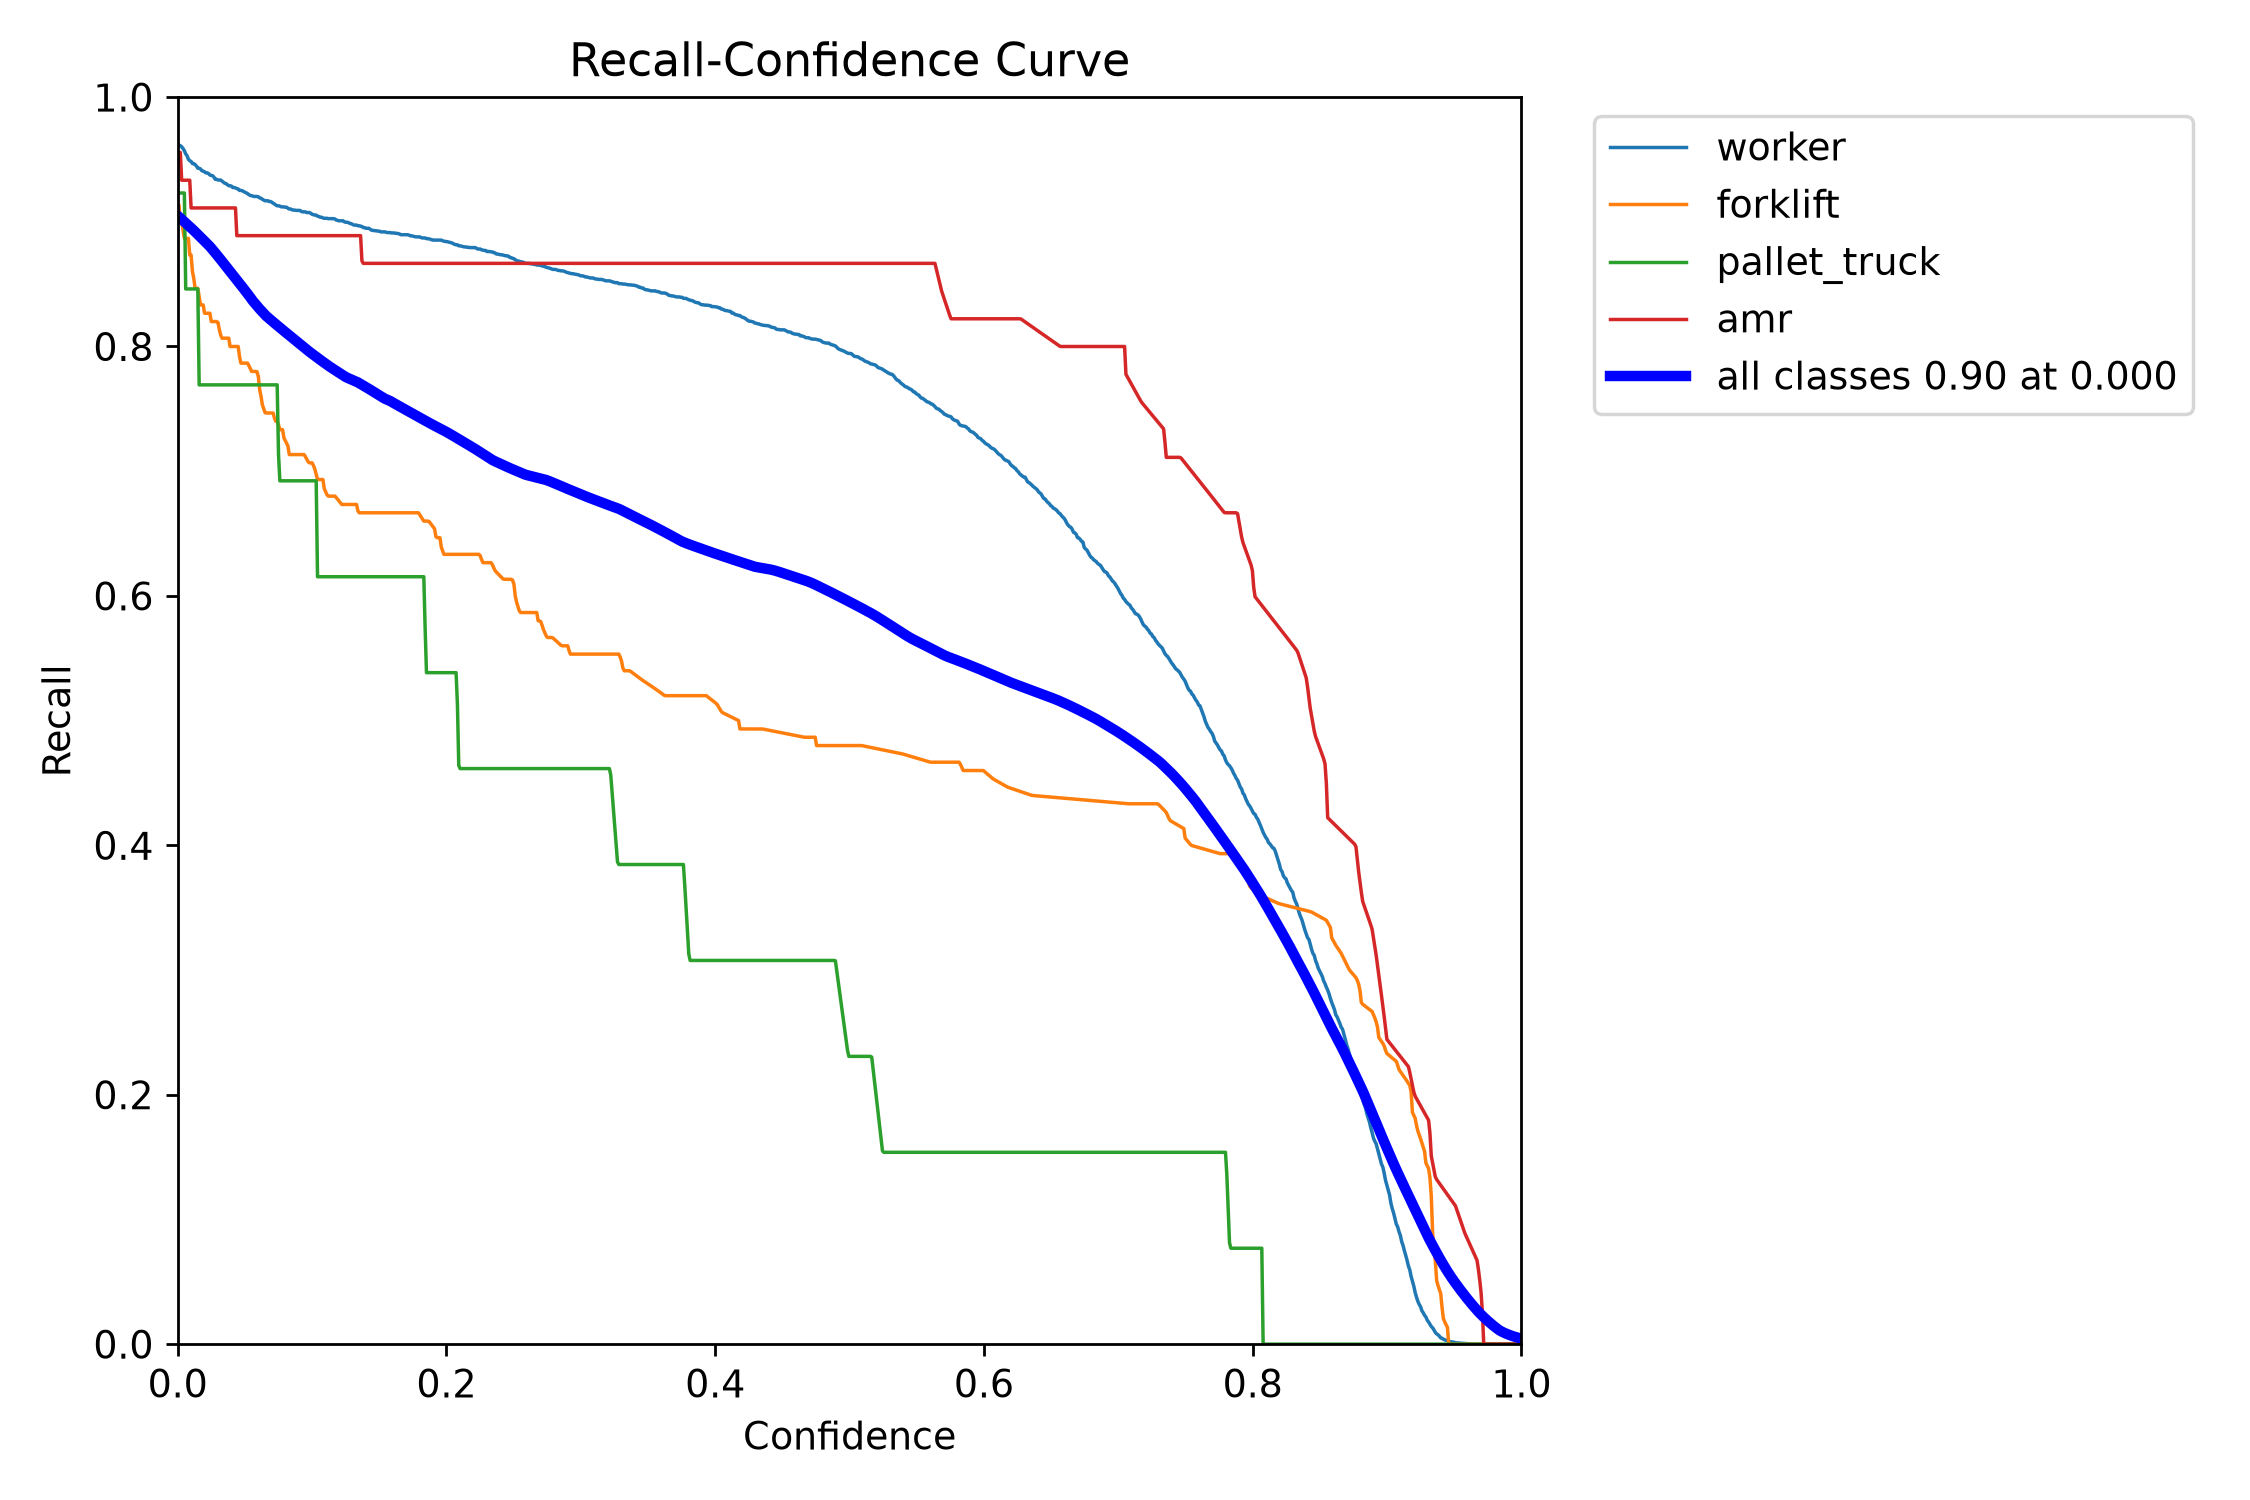 Recall-Confidence Curve
1.0
0.8
0.6
0.4
0.2
0.0
Recall
0.0 0.2 0.4 0.6 0.8 1.0
Confidence
worker
forklift
pallet_truck
amr
all classes 0.90 at 0.000